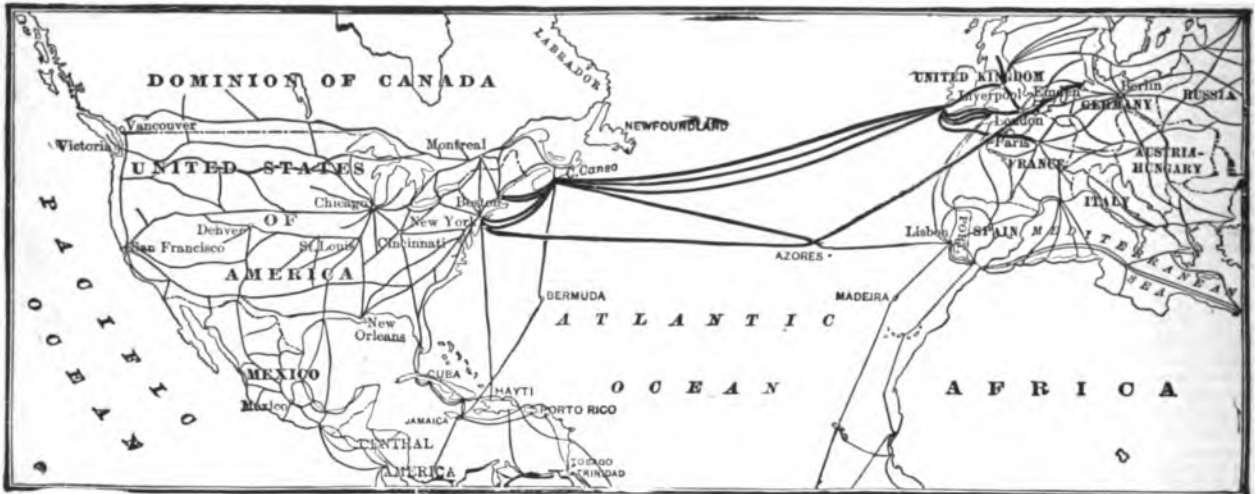 DOMINION OF CANADA
LABRADOR
NEWFOUNDLAND
Vancouver
Victoria
Montreal
C. Canso
UNITED STATES
OF
AMERICA
Chicago
Boston
New York
Denver
San Francisco
St. Louis
Cincinnati
New
Orleans
PACIFIC
OCEAN
MEXICO
Mexico
CENTRAL
AMERICA
CUBA
HAYTI
JAMAICA
PORTO RICO
TOBAGO
TRINIDAD
BERMUDA
ATLANTIC
OCEAN
AZORES
MADEIRA
UNITED KINGDOM
Liverpool
Emden
Berlin
GERMANY
RUSSIA
London
Paris
FRANCE
AUSTRIA-
HUNGARY
ITALY
Lisbon
PORT.
SPAIN
MEDITERRANEAN
SEA
AFRICA